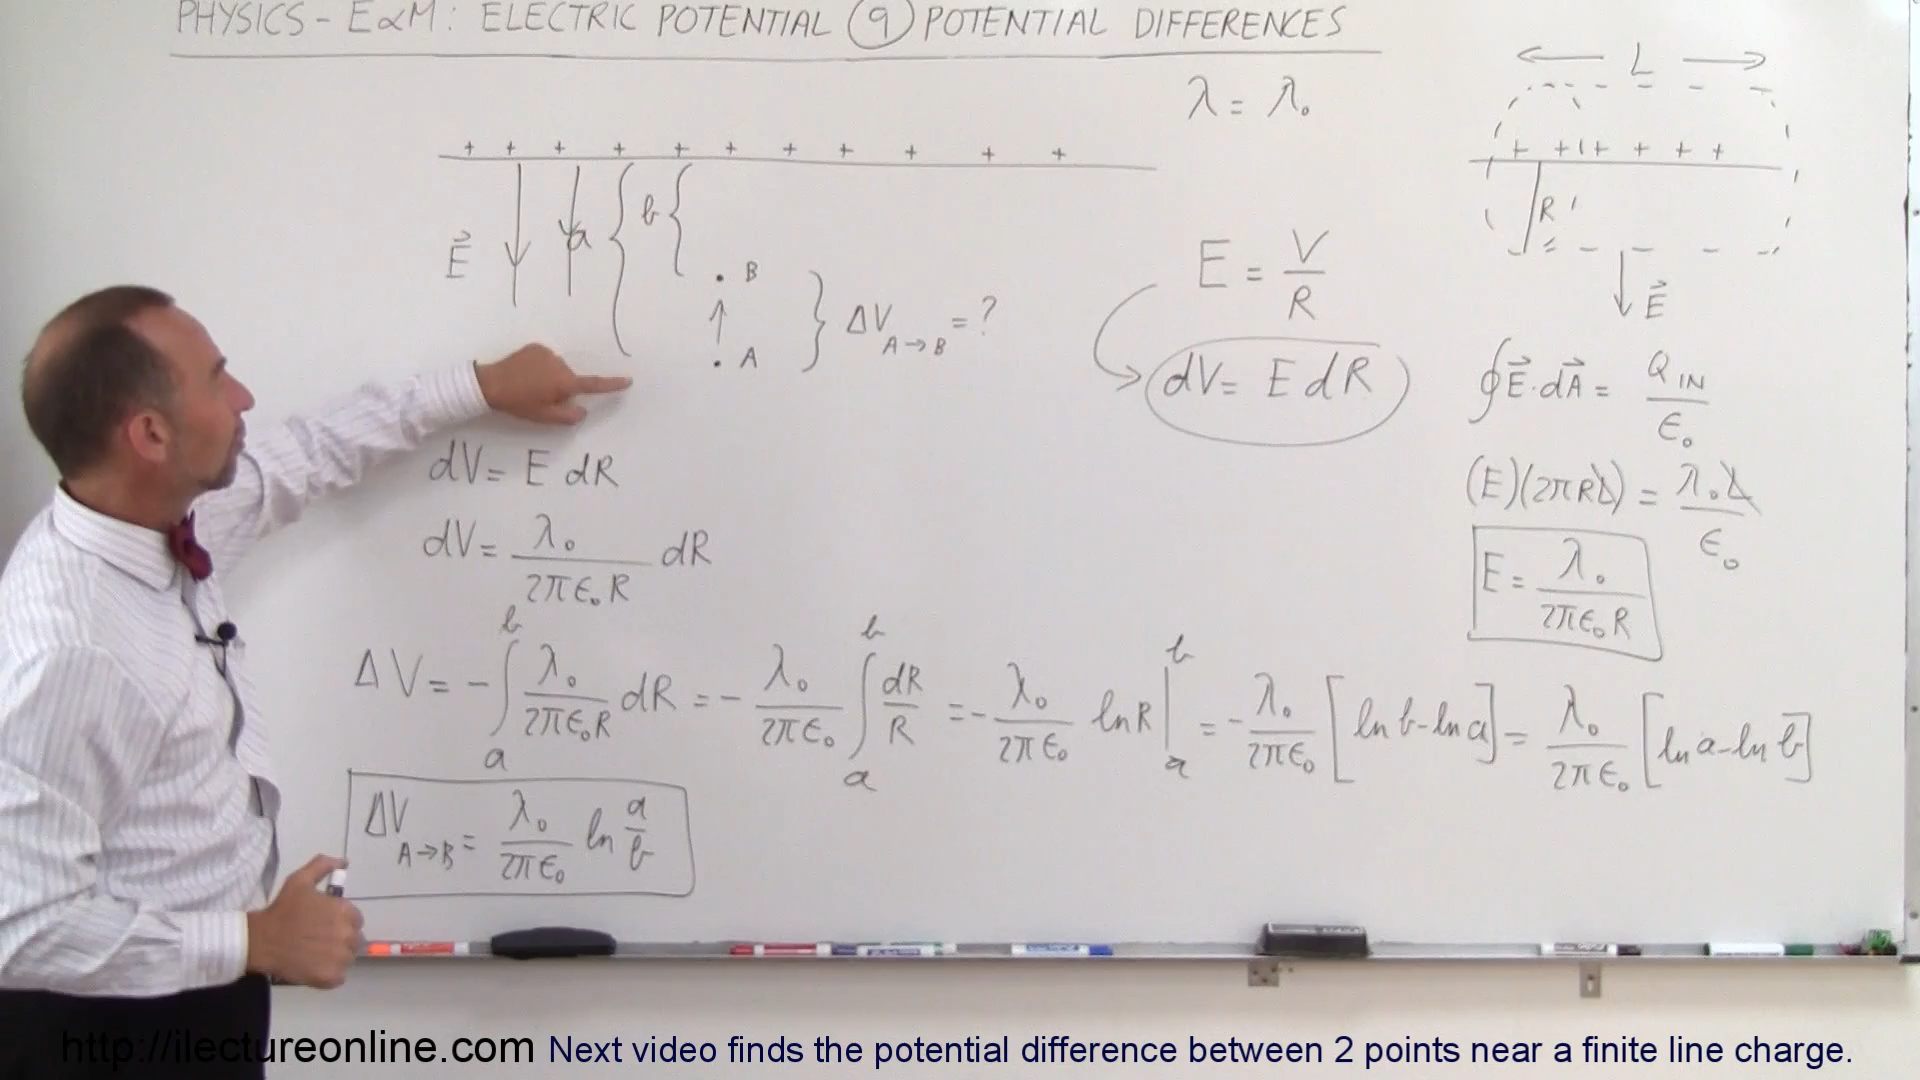 PHYSICS - E&M: ELECTRIC POTENTIAL ⑨ POTENTIAL DIFFERENCES
λ = λ₀
+ + + + + + + + + + +
E⃗
a { b {
. B
↑
. A
} ΔV A→B = ?
E = V/R
dV = E dR
← L →
+ + + + + +
R
E⃗
∮E⃗·dA⃗ = Q IN/ϵ₀
(E)(2πRL) = λ₀L/ϵ₀
E = λ₀/2πϵ₀R
dV = E dR
dV = λ₀/2πϵ₀R dR
ΔV = -∫ₐᵇ λ₀/2πϵ₀R dR = - λ₀/2πϵ₀ ∫ₐᵇ dR/R = - λ₀/2πϵ₀ ln R |ₐᵇ = - λ₀/2πϵ₀ [ln b - ln a] = λ₀/2πϵ₀ [ln a - ln b]
ΔV A→B = λ₀/2πϵ₀ ln a/b
http://ilectureonline.com Next video finds the potential difference between 2 points near a finite line charge.